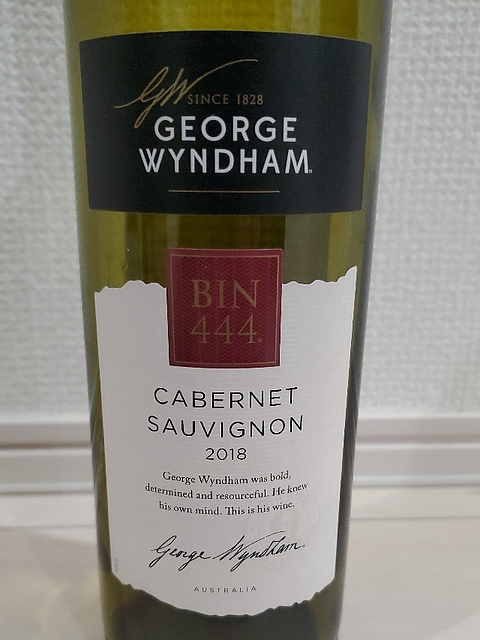 GW SINCE 1828
GEORGE
WYNDHAM
BIN
444
CABERNET
SAUVIGNON
2018
George Wyndham was bold,
determined and resourceful. He knew
his own mind. This is his wine.
George Wyndham.
AUSTRALIA